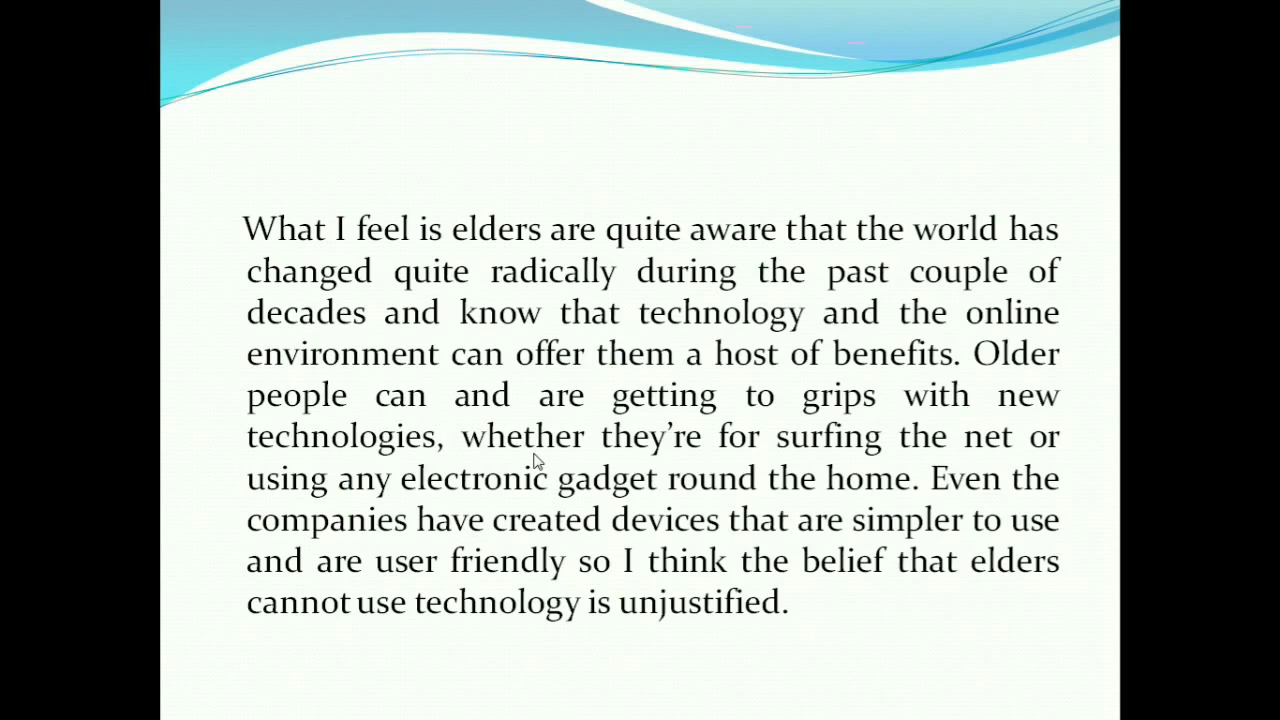 What I feel is elders are quite aware that the world has
changed quite radically during the past couple of
decades and know that technology and the online
environment can offer them a host of benefits. Older
people can and are getting to grips with new
technologies, whether they’re for surfing the net or
using any electronic gadget round the home. Even the
companies have created devices that are simpler to use
and are user friendly so I think the belief that elders
cannot use technology is unjustified.